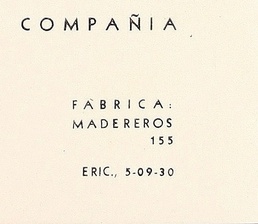 COMPAÑIA
FÁBRICA:
MADEREROS
155
ERIC., 5-09-30